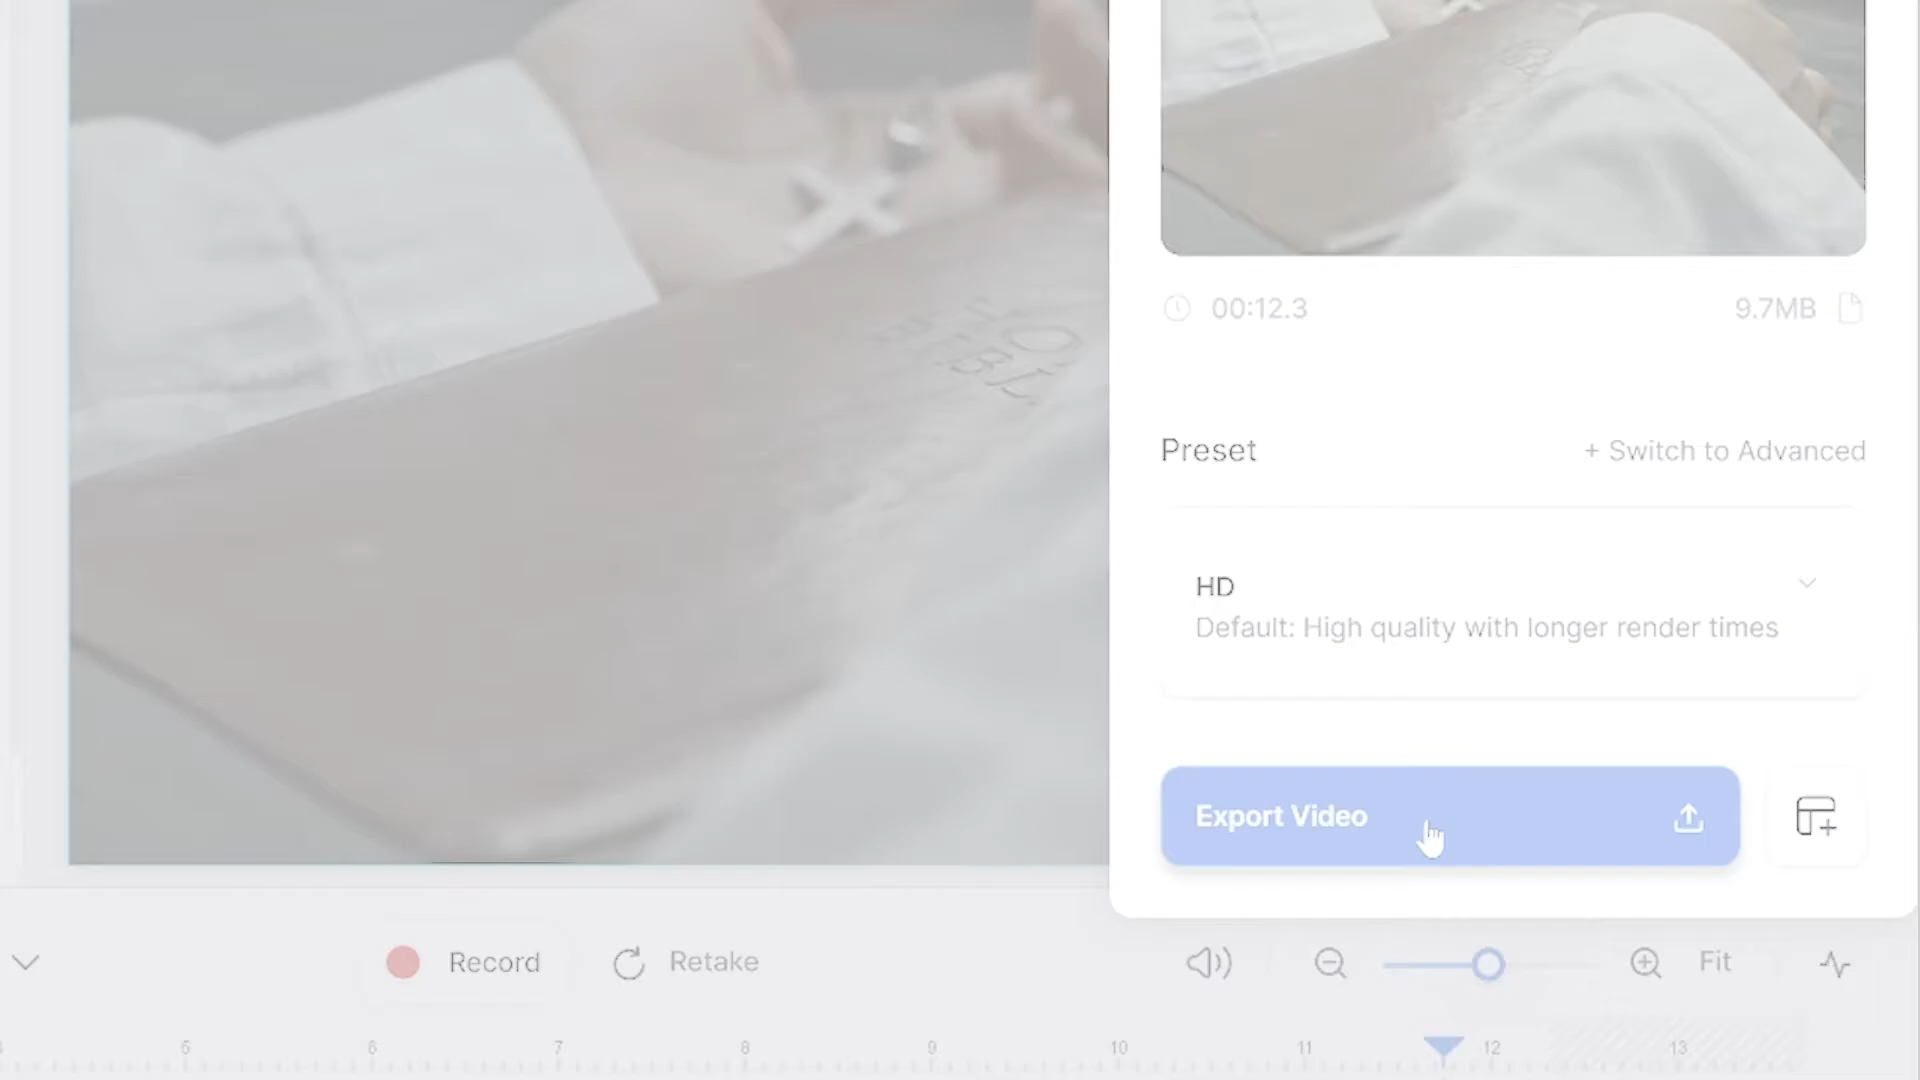 00:12.3
9.7MB
Preset
+ Switch to Advanced
HD
Default: High quality with longer render times
Export Video
Record
Retake
Fit
5 6 7 8 9 10 11 12 13